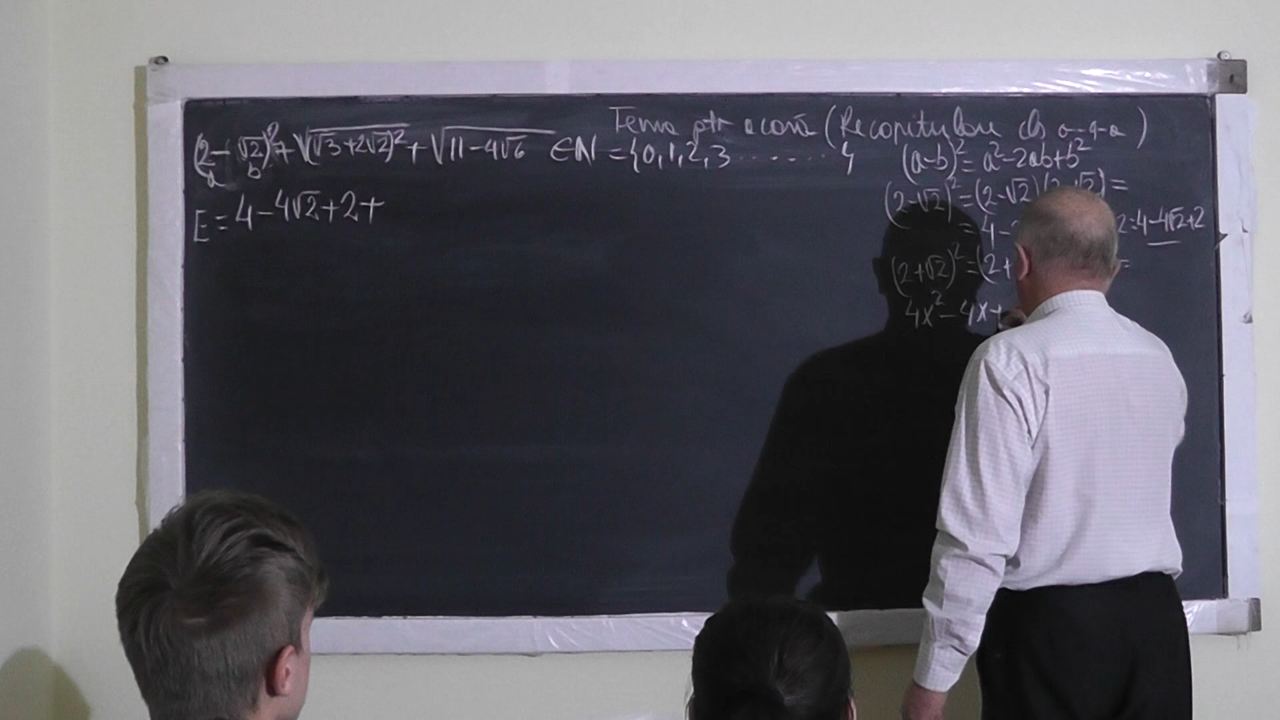 Tema ptr acasă (Recapitulare cls a-9-a)
(2-√2)²+√(√3+2√2)²+√11-4√6 ∈N={0,1,2,3.......}
a b
E=4-4√2+2+
(a-b)²=a²-2ab+b²
(2-√2)²=(2-√2)(2-√2)=
=4- 2=4-4√2+2
(2+√2)²=(2+ =
4x²-4x+